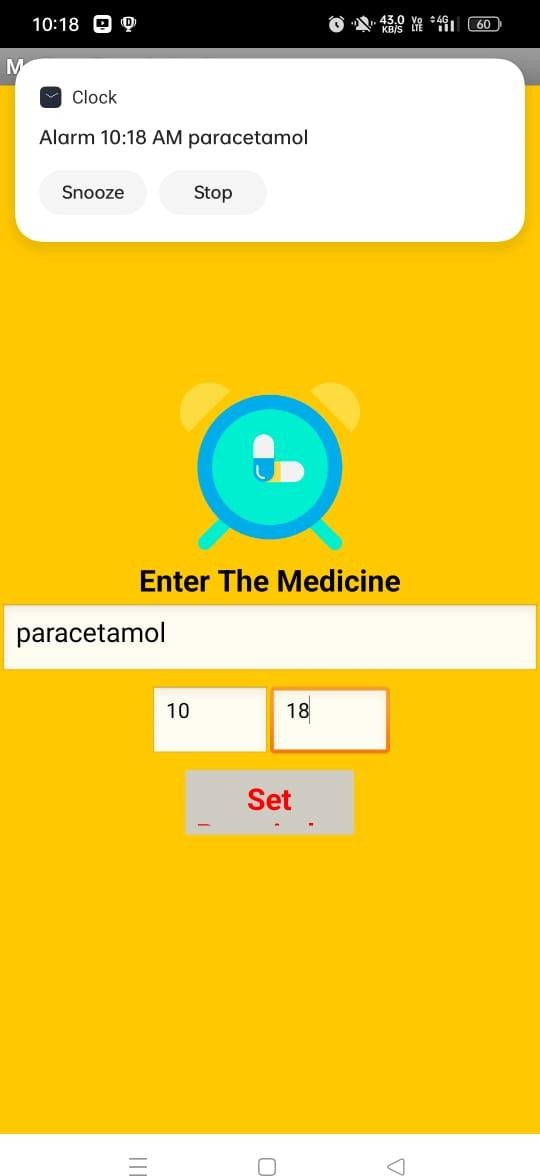 10:18
43.0
KB/S
Vo
LTE
4G
60
M
Clock
Alarm 10:18 AM paracetamol
Snooze
Stop
Enter The Medicine
paracetamol
10
18
Set